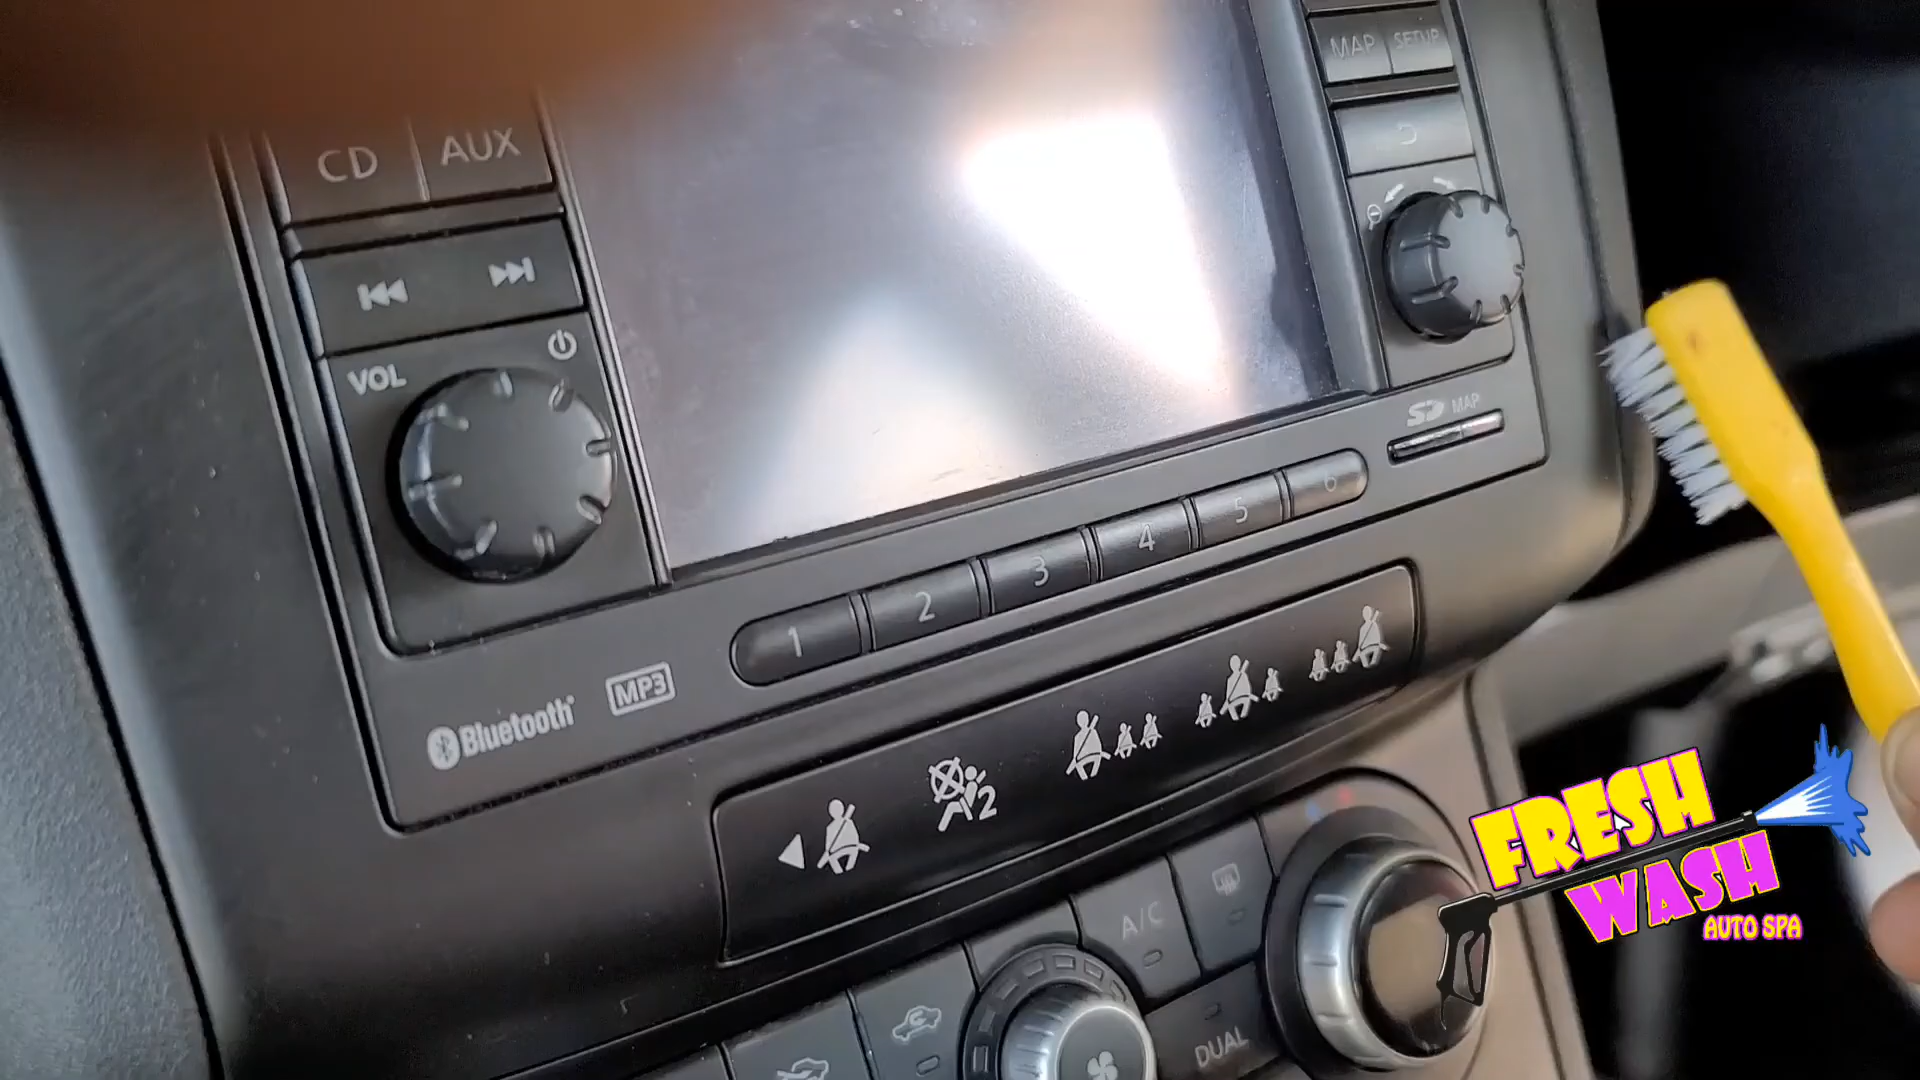 MAP SETUP
CD AUX
VOL
SD MAP
1 2 3 4 5 6
Bluetooth MP3
2
A/C
DUAL
FRESH
WASH
AUTO SPA